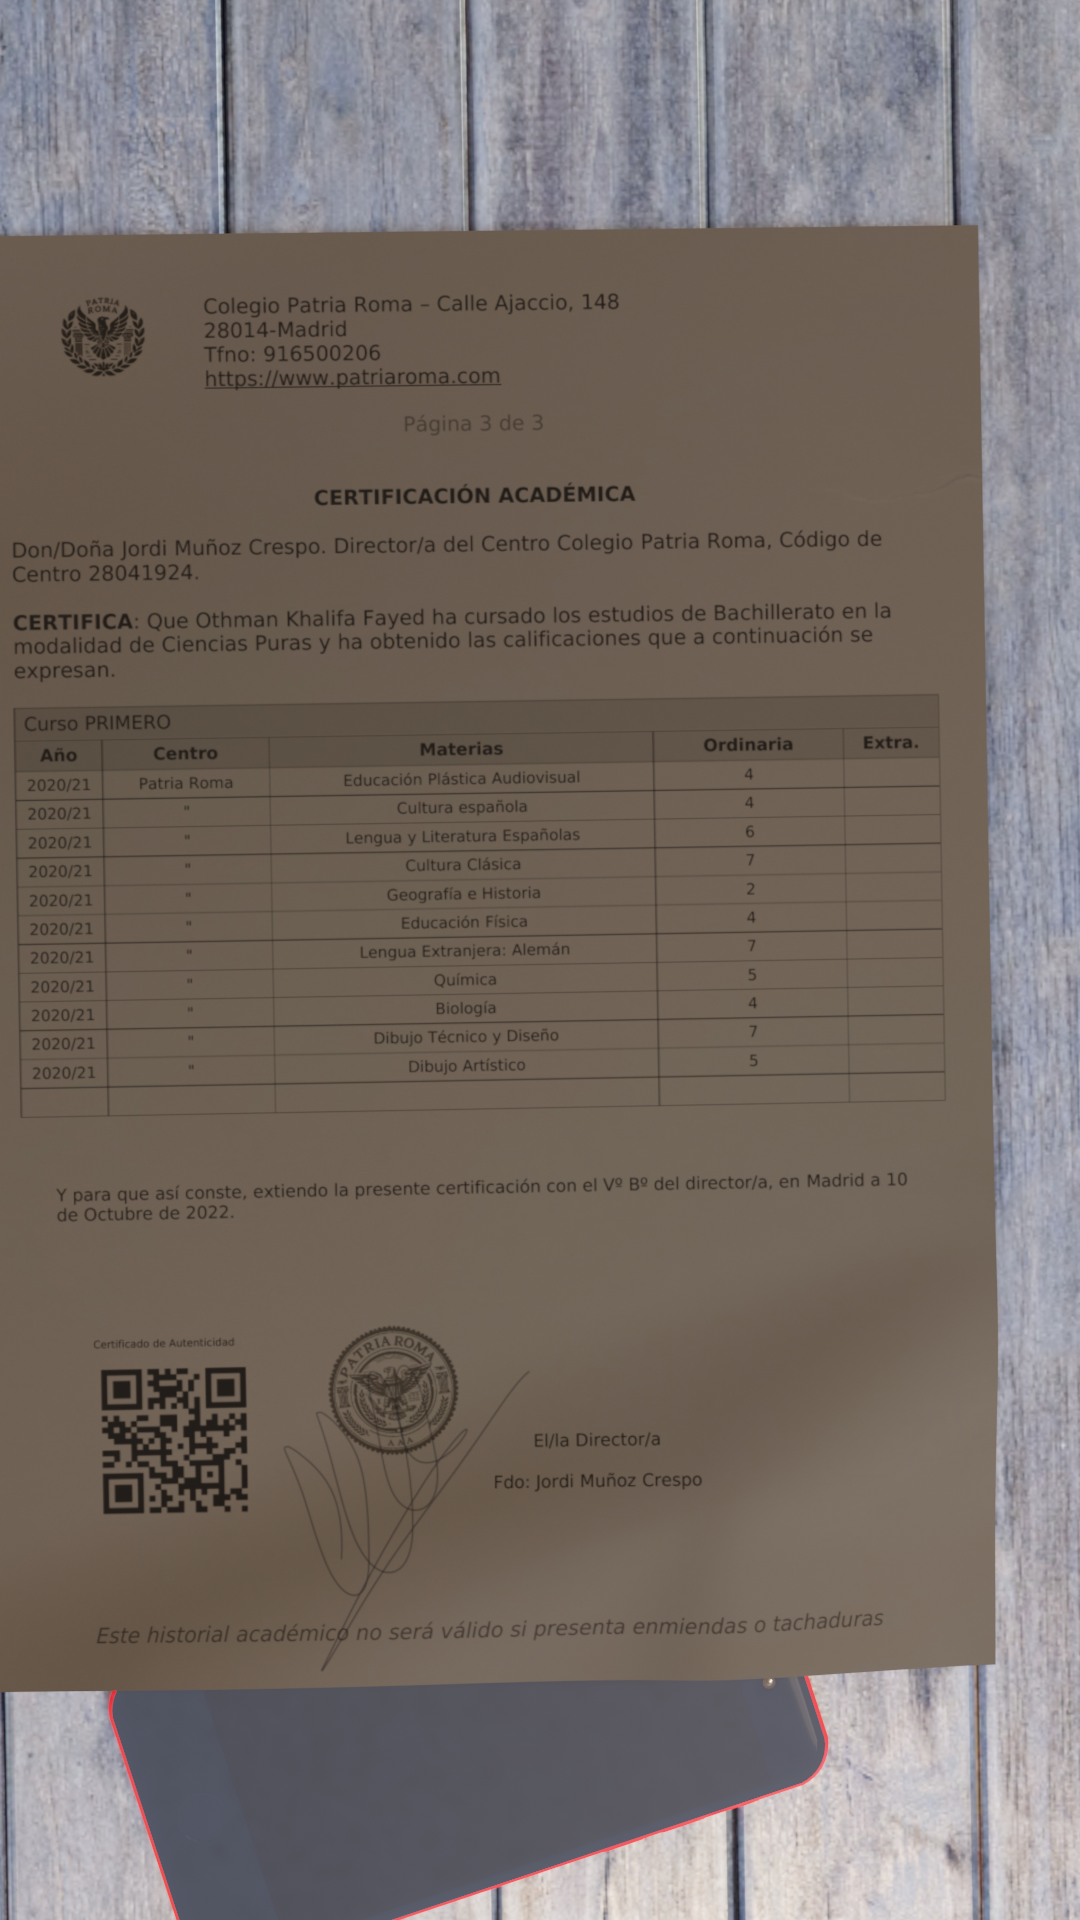 PATRIA
ROMA
Colegio Patria Roma – Calle Ajaccio, 148
28014-Madrid
Tfno: 916500206
https://www.patriaroma.com
Página 3 de 3
CERTIFICACIÓN ACADÉMICA
Don/Doña Jordi Muñoz Crespo. Director/a del Centro Colegio Patria Roma, Código de
Centro 28041924.
CERTIFICA: Que Othman Khalifa Fayed ha cursado los estudios de Bachillerato en la
modalidad de Ciencias Puras y ha obtenido las calificaciones que a continuación se
expresan.
Curso PRIMERO
Año Centro Materias Ordinaria Extra.
2020/21 Patria Roma Educación Plástica Audiovisual 4
2020/21 " Cultura española 4
2020/21 " Lengua y Literatura Españolas 6
2020/21 " Cultura Clásica 7
2020/21 " Geografía e Historia 2
2020/21 " Educación Física 4
2020/21 " Lengua Extranjera: Alemán 7
2020/21 " Química 5
2020/21 " Biología 4
2020/21 " Dibujo Técnico y Diseño 7
2020/21 " Dibujo Artístico 5
Y para que así conste, extiendo la presente certificación con el Vº Bº del director/a, en Madrid a 10
de Octubre de 2022.
Certificado de Autenticidad
PATRIA ROMA
A A A
El/la Director/a
Fdo: Jordi Muñoz Crespo
Este historial académico no será válido si presenta enmiendas o tachaduras